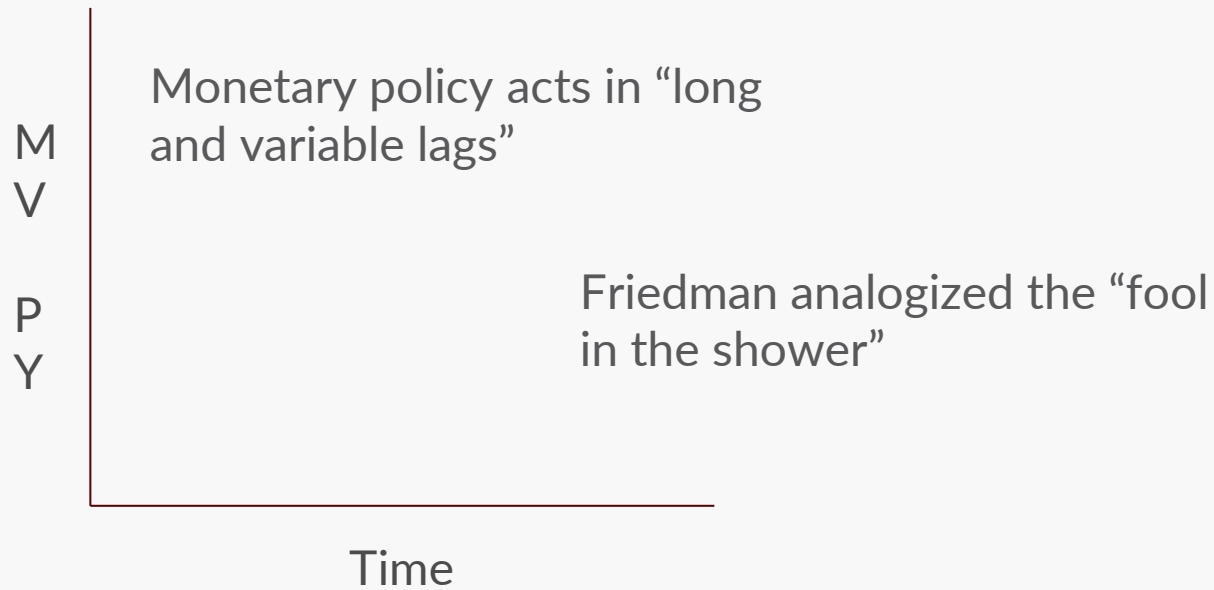 Monetary policy acts in “long
and variable lags”
M
V
P
Y
Friedman analogized the “fool
in the shower”
Time